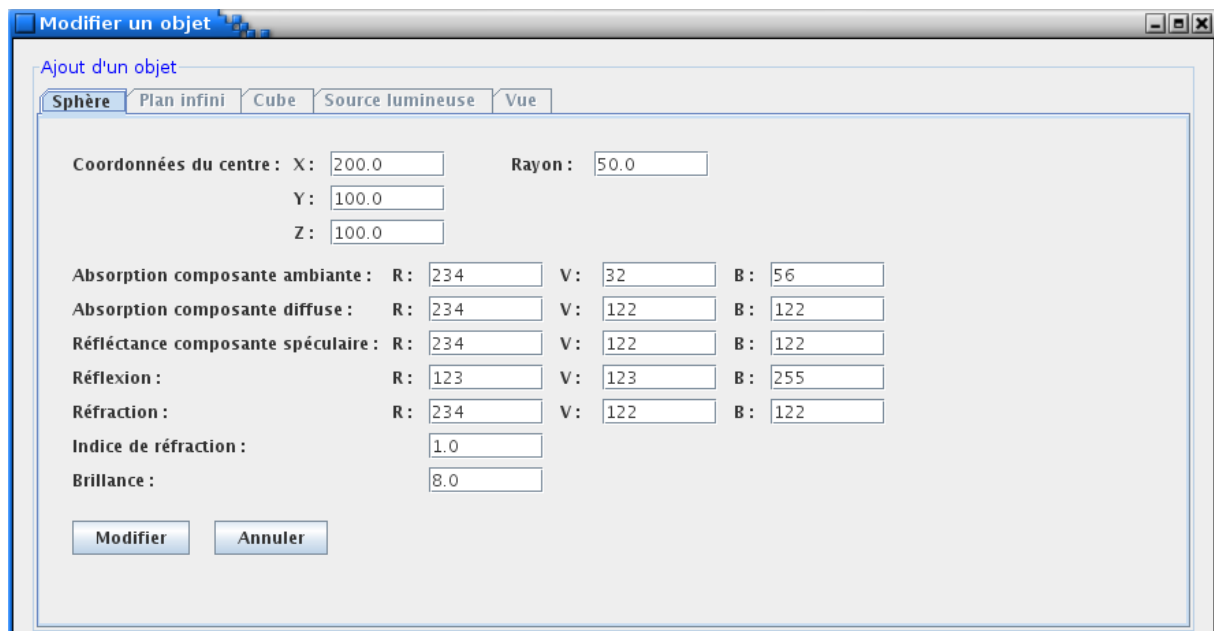 Modifier un objet
Ajout d'un objet
Sphère Plan infini Cube Source lumineuse Vue
Coordonnées du centre : X : 200.0 Rayon : 50.0
Y : 100.0
Z : 100.0
Absorption composante ambiante : R : 234 V : 32 B : 56
Absorption composante diffuse : R : 234 V : 122 B : 122
Réfléctance composante spéculaire : R : 234 V : 122 B : 122
Réflexion : R : 123 V : 123 B : 255
Réfraction : R : 234 V : 122 B : 122
Indice de réfraction : 1.0
Brillance : 8.0
Modifier Annuler